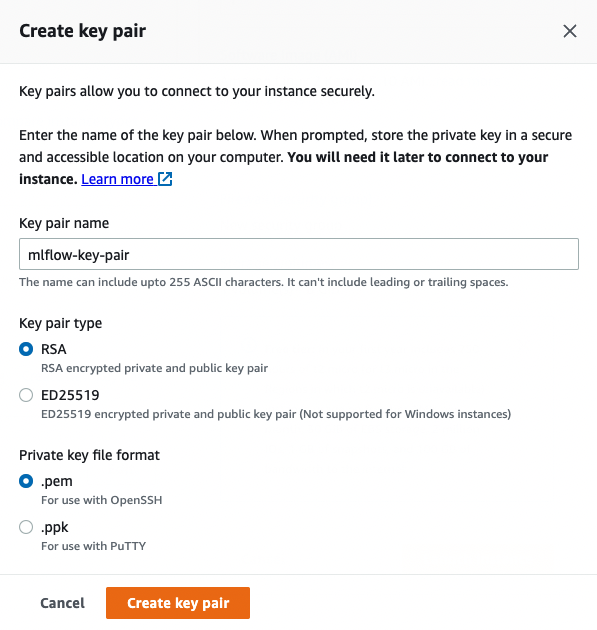 Create key pair
Key pairs allow you to connect to your instance securely.
Enter the name of the key pair below. When prompted, store the private key in a secure
and accessible location on your computer. You will need it later to connect to your
instance. Learn more
Key pair name
mlflow-key-pair
The name can include upto 255 ASCII characters. It can't include leading or trailing spaces.
Key pair type
RSA
RSA encrypted private and public key pair
ED25519
ED25519 encrypted private and public key pair (Not supported for Windows instances)
Private key file format
.pem
For use with OpenSSH
.ppk
For use with PuTTY
Cancel
Create key pair